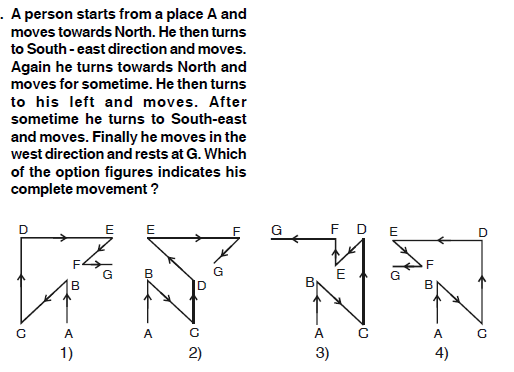 . A person starts from a place A and
moves towards North. He then turns
to South - east direction and moves.
Again he turns towards North and
moves for sometime. He then turns
to his left and moves. After
sometime he turns to South-east
and moves. Finally he moves in the
west direction and rests at G. Which
of the option figures indicates his
complete movement ?
D E E F G F D E D
F G B D G B E G F B
B
C A A C A C A C
1) 2) 3) 4)